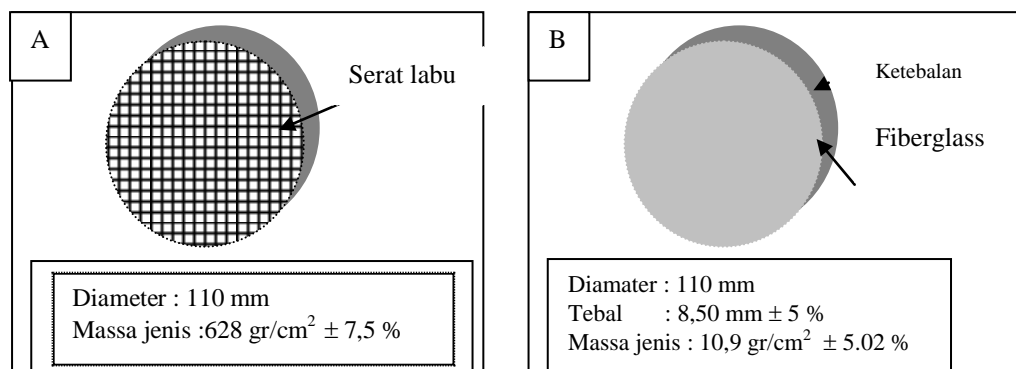 A
Serat labu
Diameter : 110 mm
Massa jenis :628 gr/cm² ± 7,5 %
B
Ketebalan
Fiberglass
Diamater : 110 mm
Tebal : 8,50 mm ± 5 %
Massa jenis : 10,9 gr/cm² ± 5.02 %